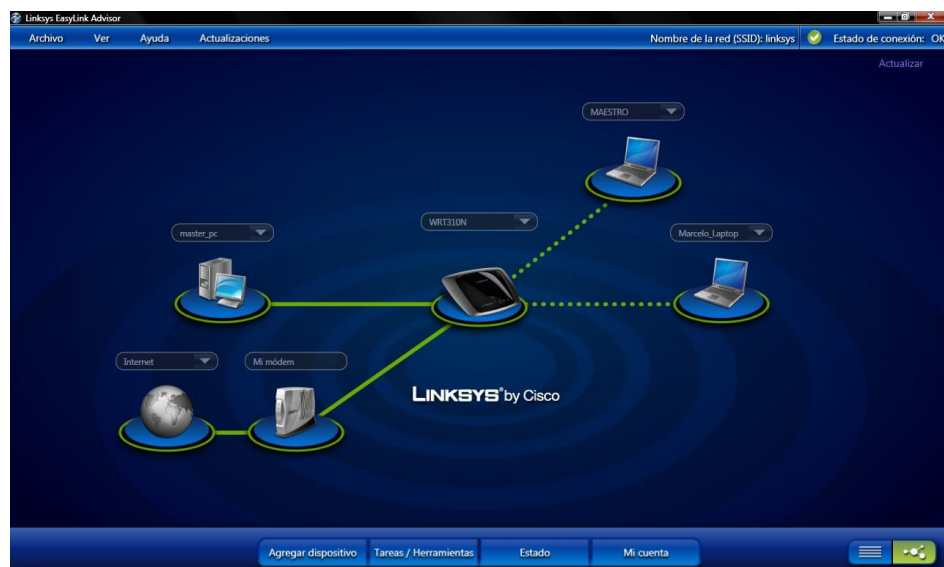 Linksys EasyLink Advisor
Archivo Ver Ayuda Actualizaciones Nombre de la red (SSID): linksys Estado de conexión: OK
Actualizar
MAESTRO
WRT310N
master_pc
Marcelo_Laptop
Internet
Mi módem
LINKSYS® by Cisco
Agregar dispositivo Tareas / Herramientas Estado Mi cuenta